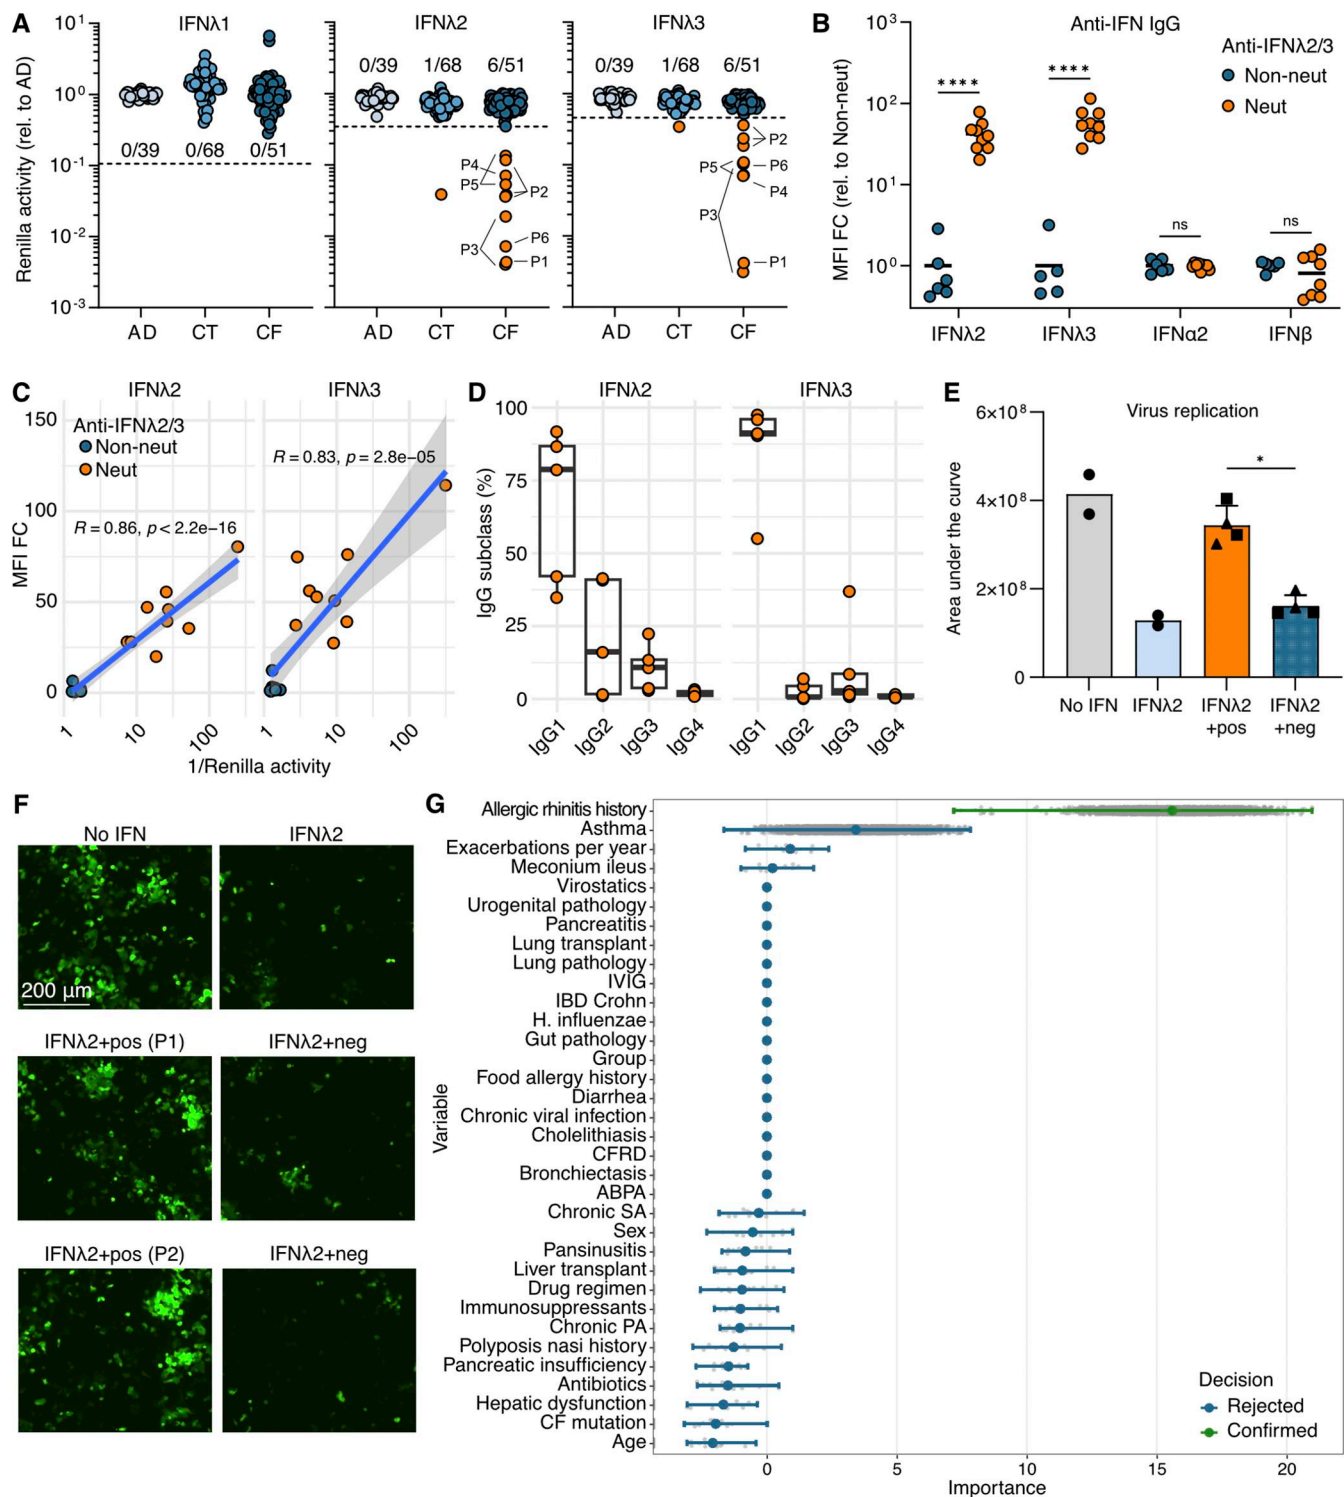 A
IFNλ1
IFNλ2
IFNλ3
Renilla activity (rel. to AD)
10¹
10⁰
10⁻¹
10⁻²
10⁻³
0/39
0/68
0/51
0/39
1/68
6/51
0/39
1/68
6/51
P4
P5
P2
P3
P6
P1
P2
P5
P6
P4
P3
P1
AD
CT
CF
AD
CT
CF
AD
CT
CF
B
Anti-IFN IgG
MFI FC (rel. to Non-neut)
10³
10²
10¹
10⁰
****
****
ns
ns
Anti-IFNλ2/3
Non-neut
Neut
IFNλ2
IFNλ3
IFNα2
IFNβ
C
IFNλ2
IFNλ3
MFI FC
150
100
50
0
Anti-IFNλ2/3
Non-neut
Neut
R = 0.86, p < 2.2e−16
R = 0.83, p = 2.8e−05
1
10
100
1
10
100
1/Renilla activity
D
IFNλ2
IFNλ3
IgG subclass (%)
100
75
50
25
0
IgG1
IgG2
IgG3
IgG4
IgG1
IgG2
IgG3
IgG4
E
Virus replication
Area under the curve
6×10⁸
4×10⁸
2×10⁸
0
*
No IFN
IFNλ2
IFNλ2
+pos
IFNλ2
+neg
F
No IFN
IFNλ2
200 µm
IFNλ2+pos (P1)
IFNλ2+neg
IFNλ2+pos (P2)
IFNλ2+neg
G
Variable
Allergic rhinitis history
Asthma
Exacerbations per year
Meconium ileus
Virostatics
Urogenital pathology
Pancreatitis
Lung transplant
Lung pathology
IVIG
IBD Crohn
H. influenzae
Gut pathology
Group
Food allergy history
Diarrhea
Chronic viral infection
Cholelithiasis
CFRD
Bronchiectasis
ABPA
Chronic SA
Sex
Pansinusitis
Liver transplant
Drug regimen
Immunosuppressants
Chronic PA
Polyposis nasi history
Pancreatic insufficiency
Antibiotics
Hepatic dysfunction
CF mutation
Age
Decision
Rejected
Confirmed
0
5
10
15
20
Importance